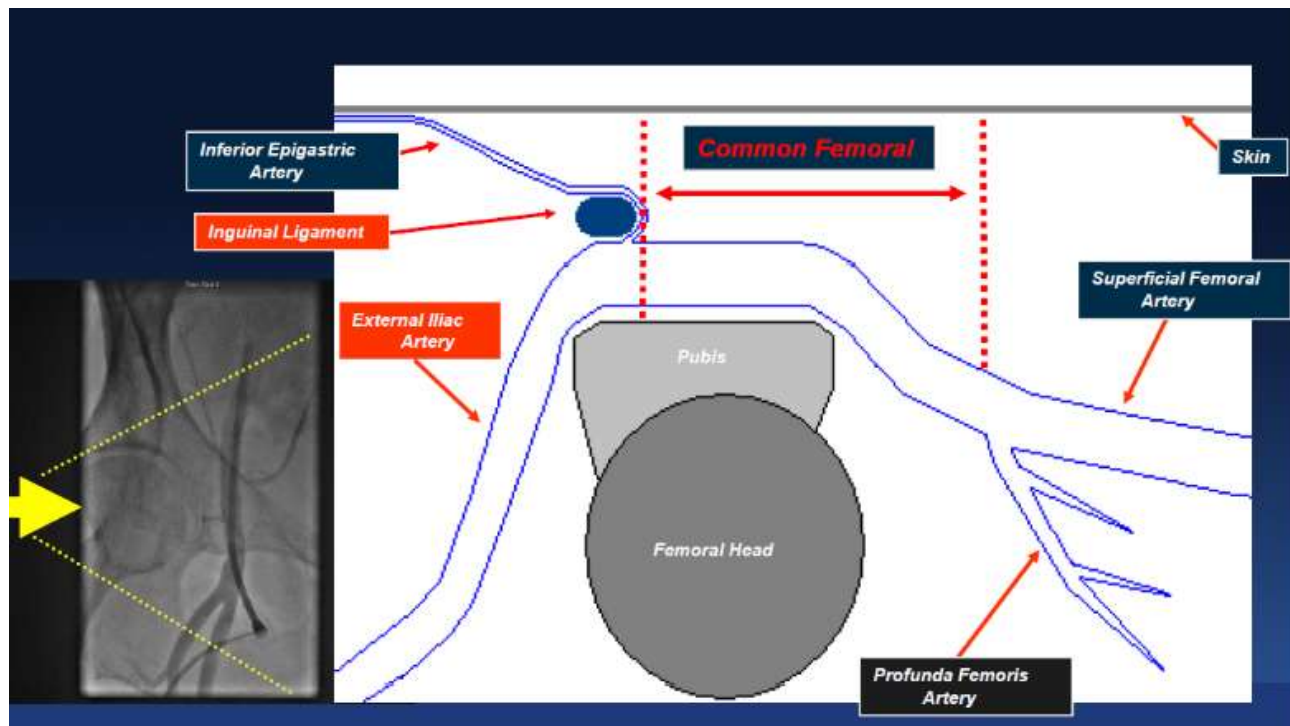 Inferior Epigastric
Artery
Common Femoral
Skin
Inguinal Ligament
Superficial Femoral
Artery
External Iliac
Artery
Pubis
Femoral Head
Profunda Femoris
Artery